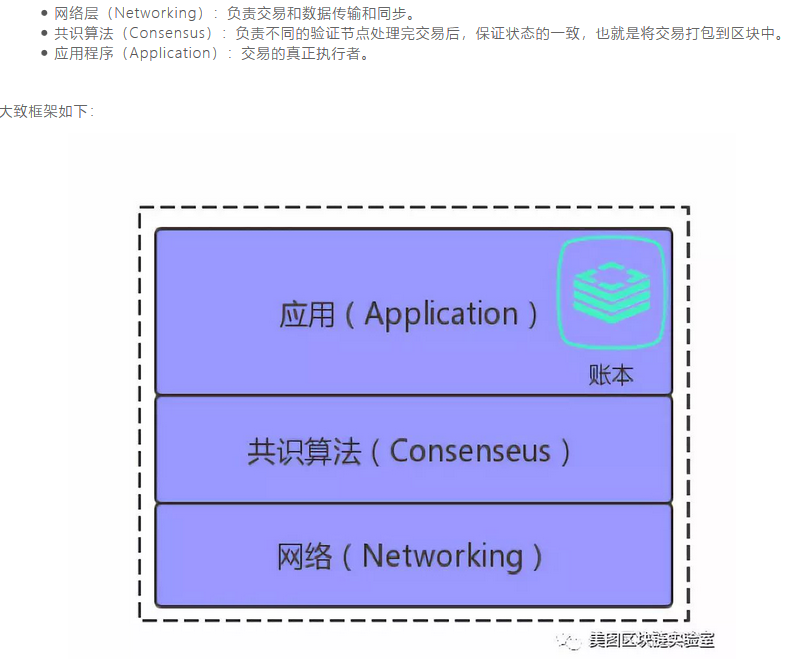 网络层（Networking）：负责交易和数据传输和同步。
共识算法（Consensus）：负责不同的验证节点处理完交易后，保证状态的一致，也就是将交易打包到区块中。
应用程序（Application）：交易的真正执行者。
大致框架如下：
应用（Application）
账本
共识算法（Consenseus）
网络（Networking）
美图区块链实验室